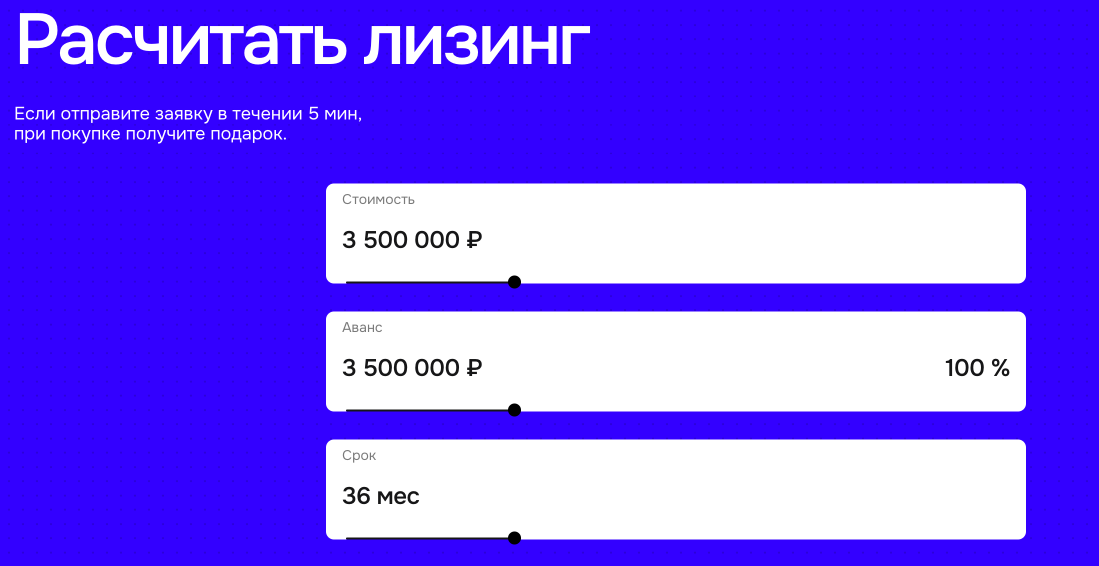 Расчитать лизинг
Если отправите заявку в течении 5 мин,
при покупке получите подарок.
Стоимость
3 500 000 ₽
Аванс
3 500 000 ₽ 100 %
Срок
36 мес